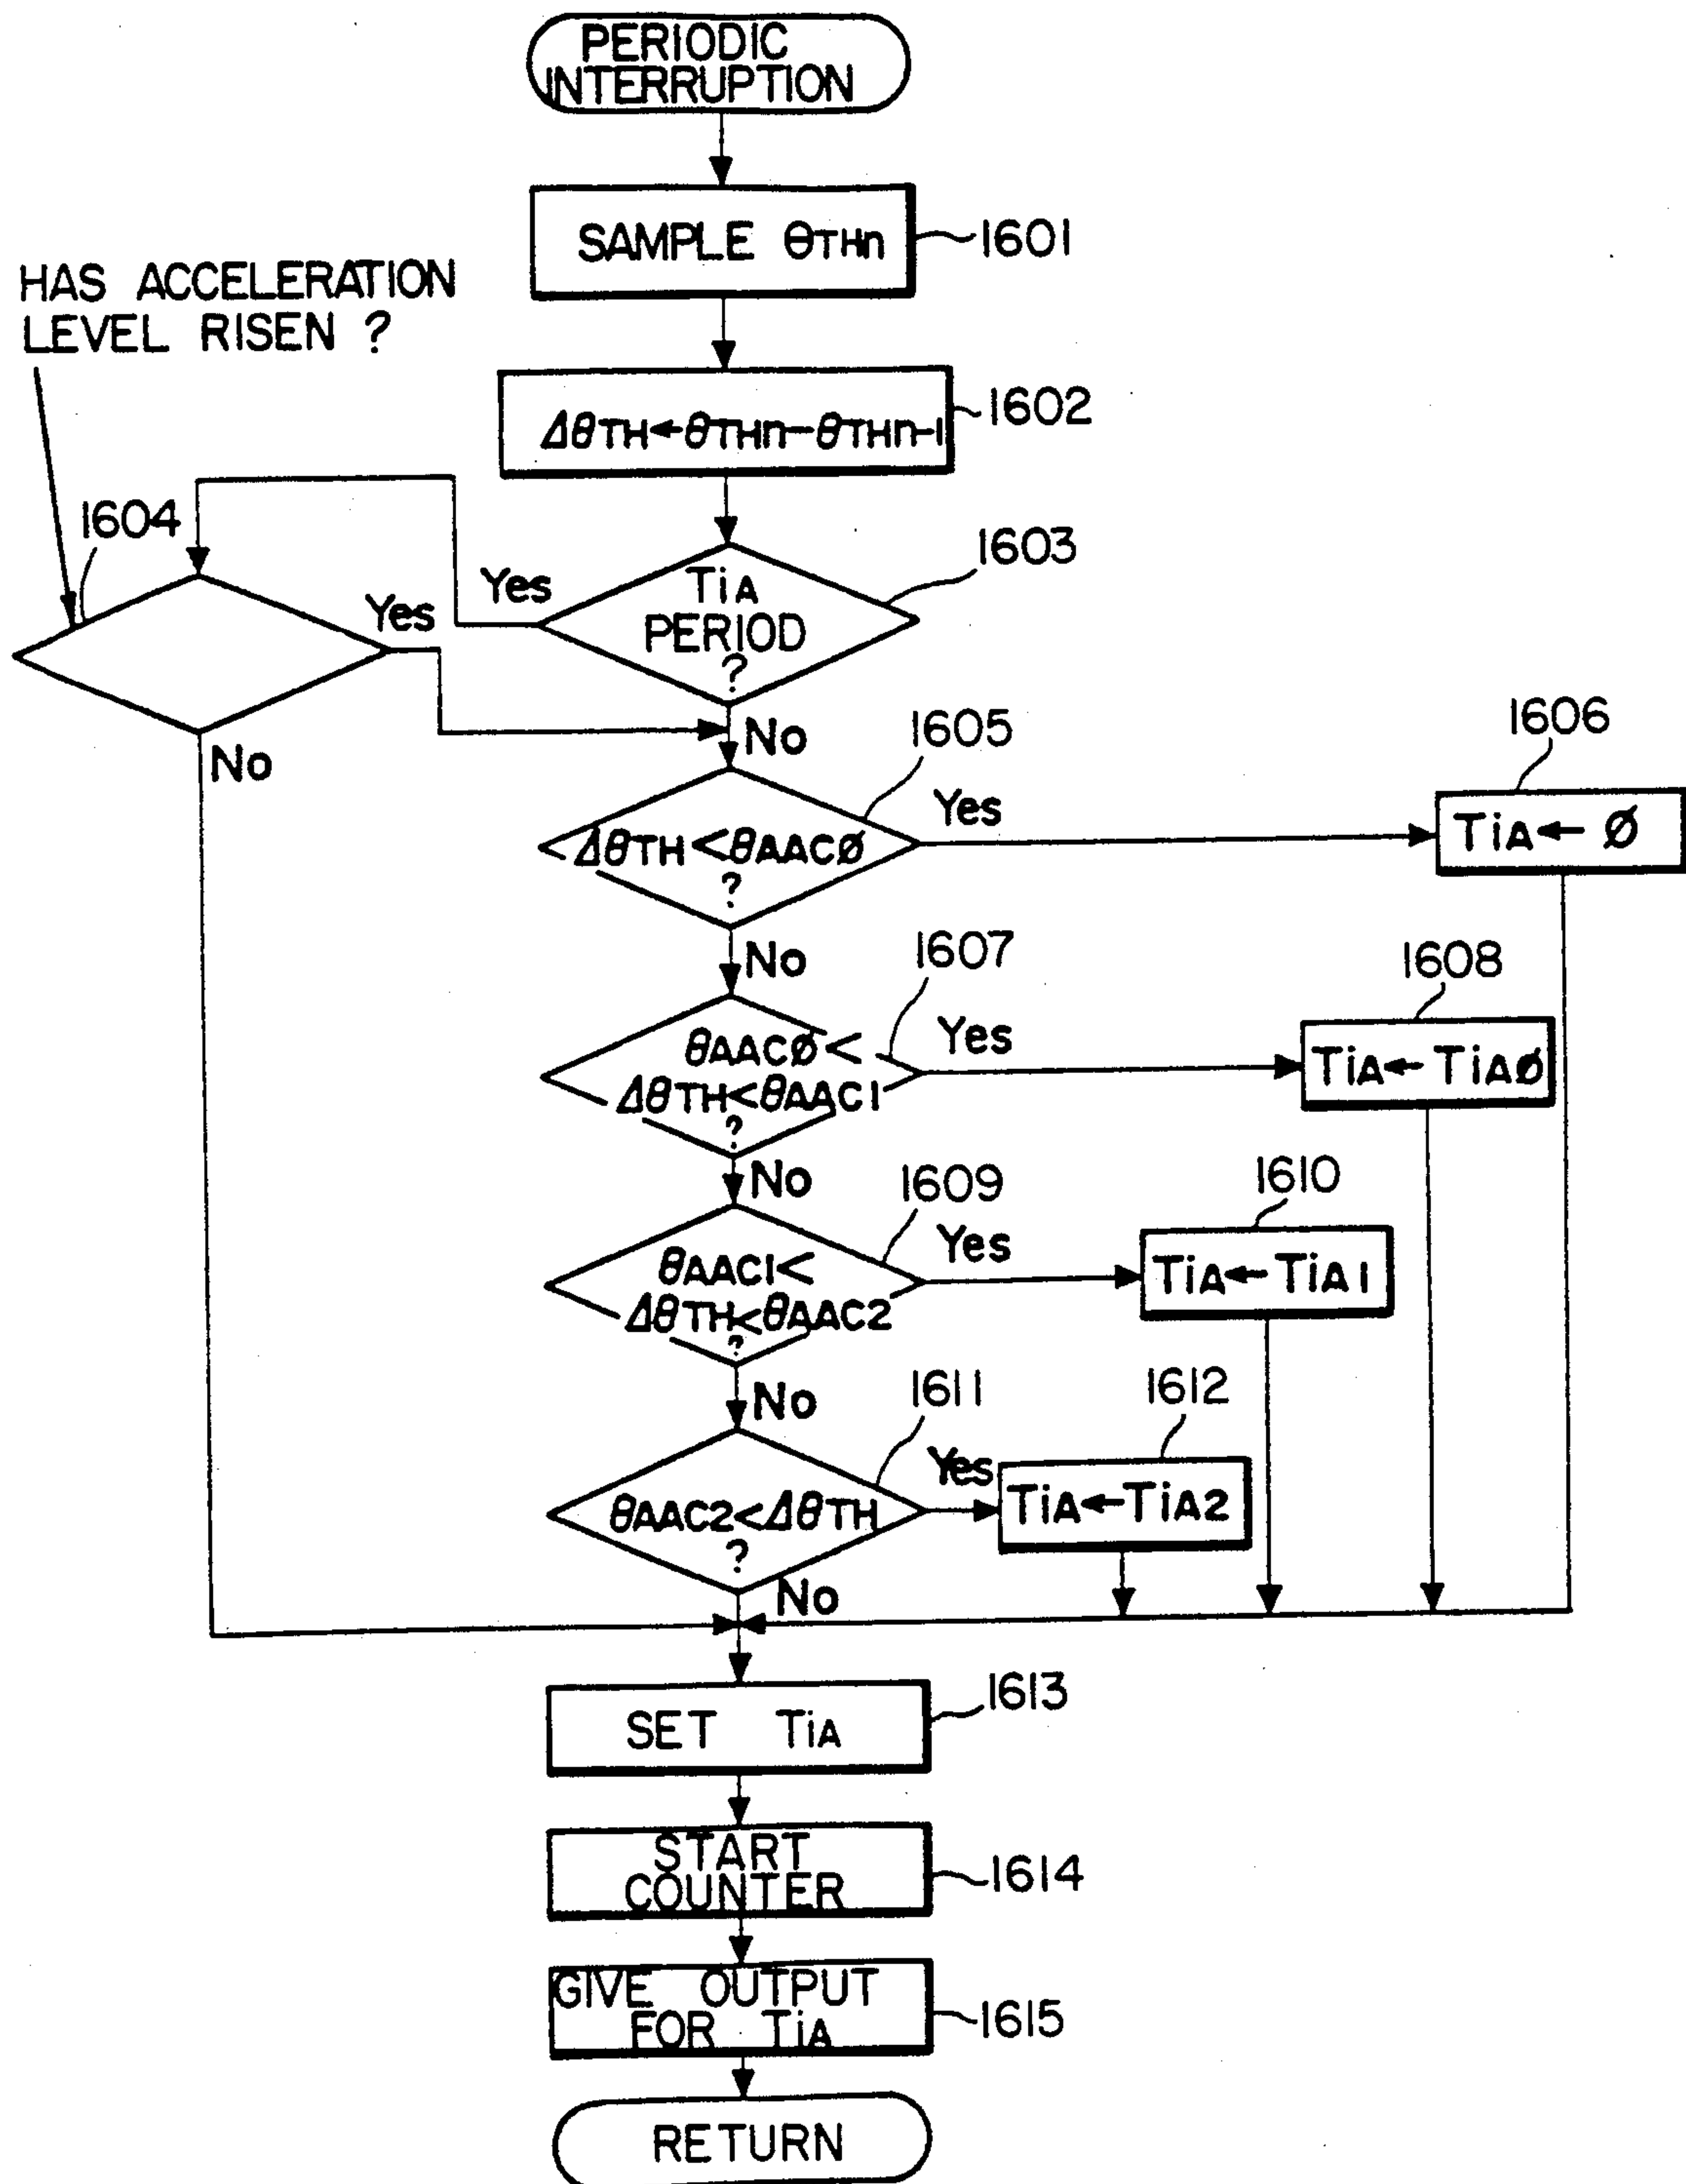 PERIODIC
INTERRUPTION
SAMPLE θTHn
1601
HAS ACCELERATION
LEVEL RISEN ?
ΔθTH←θTHn−θTHn-1
1602
1604
1603
Yes
TiA
PERIOD
?
Yes
No
No
1605
1606
ΔθTH<θAACØ
?
Yes
TiA← Ø
No
1607
1608
θAACØ<
ΔθTH<θAAC1
?
Yes
TiA←TiAØ
No
1609
1610
θAAC1<
ΔθTH<θAAC2
?
Yes
TiA←TiA1
No
1611
1612
θAAC2<ΔθTH
?
Yes
TiA←TiA2
No
SET TiA
1613
START
COUNTER
1614
GIVE OUTPUT
FOR TiA
1615
RETURN